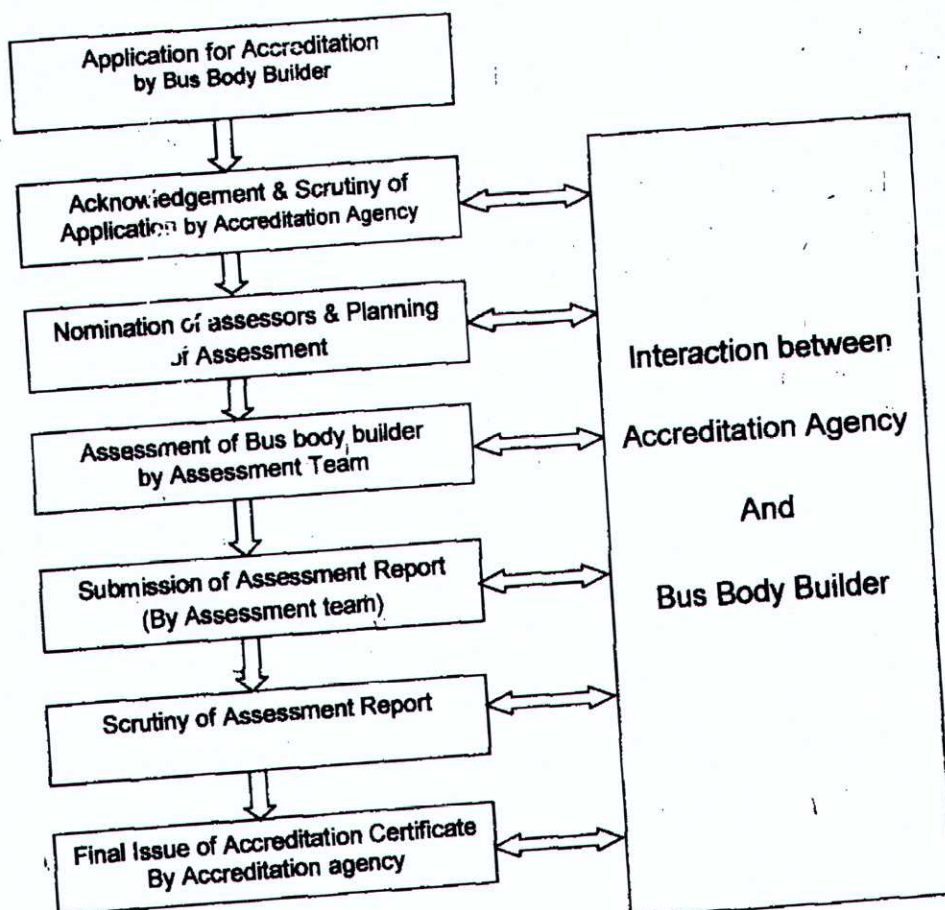 Application for Accreditation
by Bus Body Builder
Acknowledgement & Scrutiny of
Application by Accreditation Agency
Nomination of assessors & Planning
of Assessment
Assessment of Bus body builder
by Assessment Team
Submission of Assessment Report
(By Assessment team)
Scrutiny of Assessment Report
Final Issue of Accreditation Certificate
By Accreditation agency
Interaction between
Accreditation Agency
And
Bus Body Builder